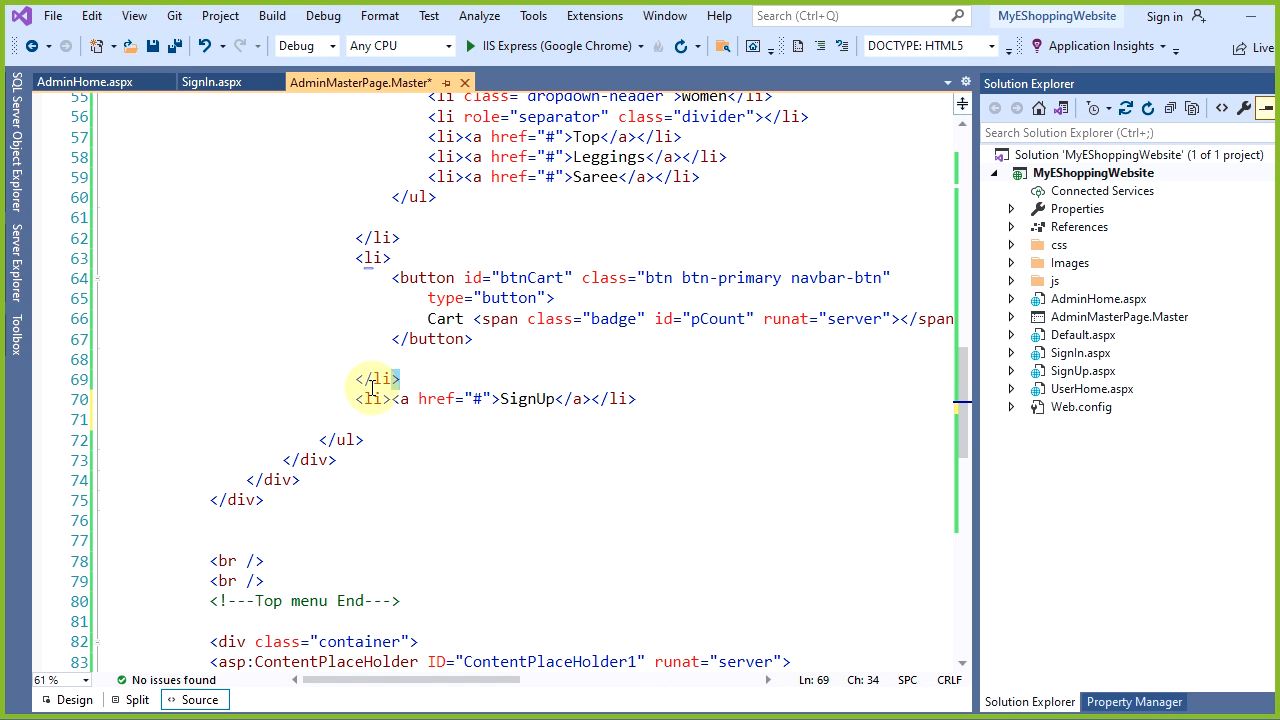 File Edit View Git Project Build Debug Format Test Analyze Tools Extensions Window Help Search (Ctrl+Q) MyEShoppingWebsite Sign in
Debug Any CPU IIS Express (Google Chrome) DOCTYPE: HTML5 Application Insights Live
AdminHome.aspx SignIn.aspx AdminMasterPage.Master*
SQL Server Object Explorer
Server Explorer
Toolbox
55 <li class="dropdown-header">Women</li>
56 <li role="separator" class="divider"></li>
57 <li><a href="#">Top</a></li>
58 <li><a href="#">Leggings</a></li>
59 <li><a href="#">Saree</a></li>
60 </ul>
61
62 </li>
63 <li>
64 <button id="btnCart" class="btn btn-primary navbar-btn"
65 type="button">
66 Cart <span class="badge" id="pCount" runat="server"></span
67 </button>
68
69 </li>
70 <li><a href="#">SignUp</a></li>
71
72 </ul>
73 </div>
74 </div>
75 </div>
76
77
78 <br />
79 <br />
80 <!---Top menu End--->
81
82 <div class="container">
83 <asp:ContentPlaceHolder ID="ContentPlaceHolder1" runat="server">
61 % No issues found Ln: 69 Ch: 34 SPC CRLF
Design Split Source
Solution Explorer
Search Solution Explorer (Ctrl+;)
Solution 'MyEShoppingWebsite' (1 of 1 project)
MyEShoppingWebsite
Connected Services
Properties
References
css
Images
js
AdminHome.aspx
AdminMasterPage.Master
Default.aspx
SignIn.aspx
SignUp.aspx
UserHome.aspx
Web.config
Solution Explorer Property Manager